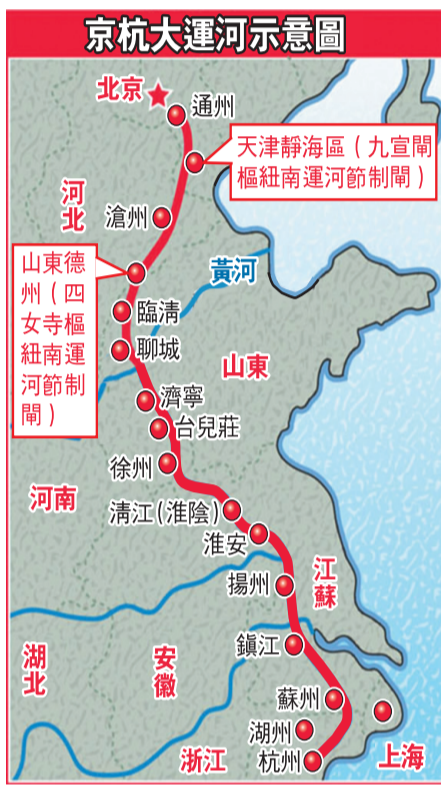 京杭大運河示意圖
北京
通州
天津靜海區（九宣閘
樞紐南運河節制閘）
河
北
滄州
山東德
州（四
女寺樞
紐南運
河節制
閘）
黃河
臨淸
聊城
山東
濟寧
台兒莊
徐州
河南
淸江(淮陰)
淮安
江
蘇
揚州
鎮江
湖
北
安
徽
蘇州
湖州
杭州
浙江
上海